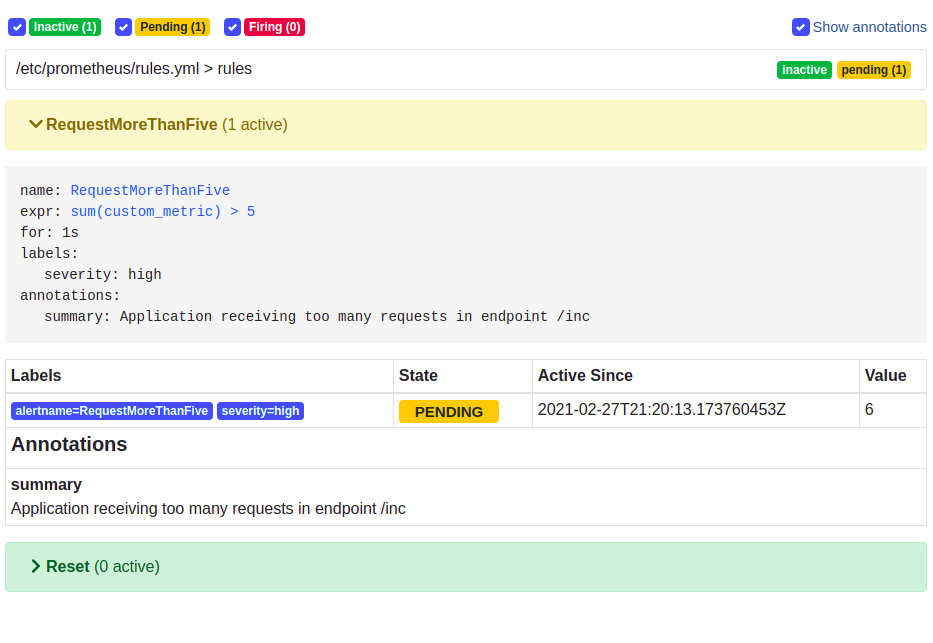 Inactive (1) Pending (1) Firing (0) Show annotations
/etc/prometheus/rules.yml > rules inactive pending (1)
RequestMoreThanFive (1 active)
name: RequestMoreThanFive
expr: sum(custom_metric) > 5
for: 1s
labels:
severity: high
annotations:
summary: Application receiving too many requests in endpoint /inc
Labels State Active Since Value
alertname=RequestMoreThanFive severity=high PENDING 2021-02-27T21:20:13.173760453Z 6
Annotations
summary
Application receiving too many requests in endpoint /inc
Reset (0 active)